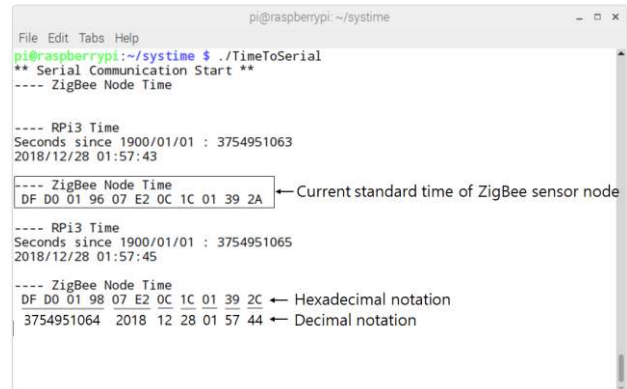 pi@raspberrypi: ~/systime
File Edit Tabs Help
pi@raspberrypi:~/systime $ ./TimeToSerial
** Serial Communication Start **
---- ZigBee Node Time
---- RPi3 Time
Seconds since 1900/01/01 : 3754951063
2018/12/28 01:57:43
---- ZigBee Node Time
DF D0 01 96 07 E2 0C 1C 01 39 2A ← Current standard time of ZigBee sensor node
---- RPi3 Time
Seconds since 1900/01/01 : 3754951065
2018/12/28 01:57:45
---- ZigBee Node Time
DF D0 01 98 07 E2 0C 1C 01 39 2C ← Hexadecimal notation
3754951064 2018 12 28 01 57 44 ← Decimal notation